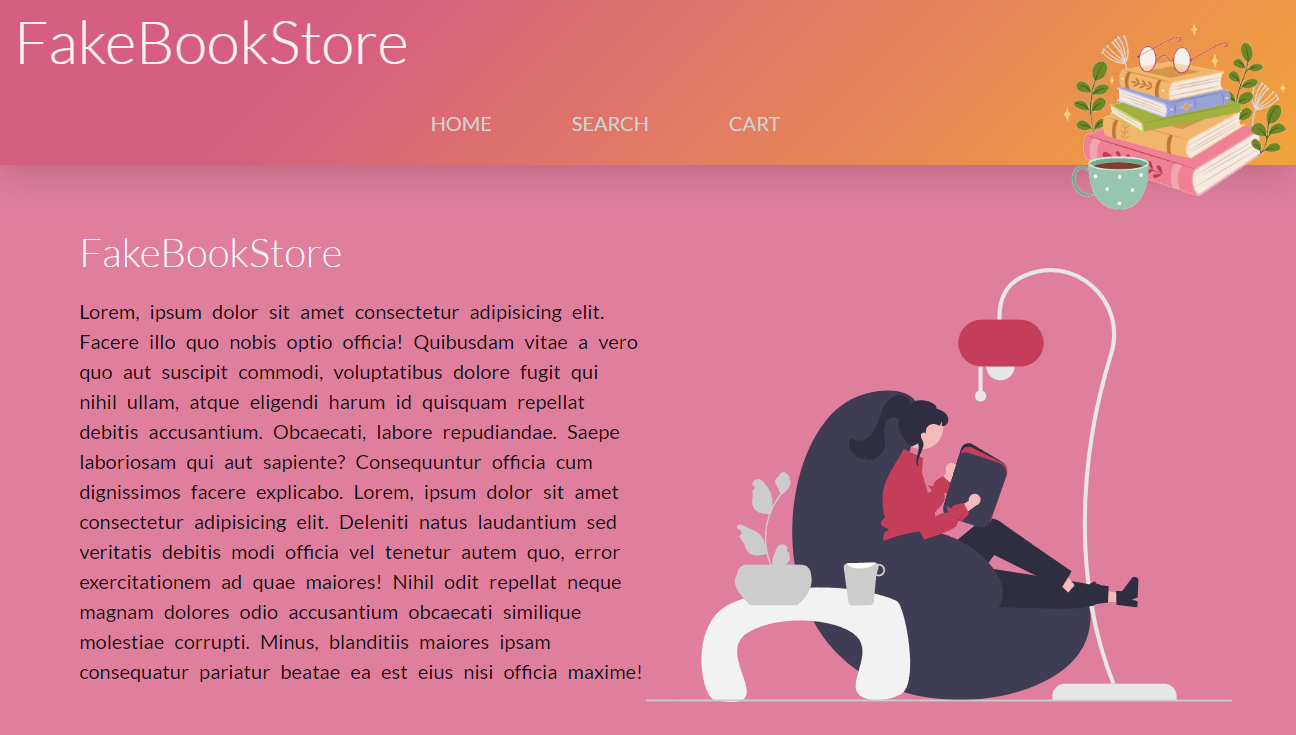 FakeBookStore
HOME SEARCH CART
FakeBookStore
Lorem, ipsum dolor sit amet consectetur adipisicing elit.
Facere illo quo nobis optio officia! Quibusdam vitae a vero
quo aut suscipit commodi, voluptatibus dolore fugit qui
nihil ullam, atque eligendi harum id quisquam repellat
debitis accusantium. Obcaecati, labore repudiandae. Saepe
laboriosam qui aut sapiente? Consequuntur officia cum
dignissimos facere explicabo. Lorem, ipsum dolor sit amet
consectetur adipisicing elit. Deleniti natus laudantium sed
veritatis debitis modi officia vel tenetur autem quo, error
exercitationem ad quae maiores! Nihil odit repellat neque
magnam dolores odio accusantium obcaecati similique
molestiae corrupti. Minus, blanditiis maiores ipsam
consequatur pariatur beatae ea est eius nisi officia maxime!